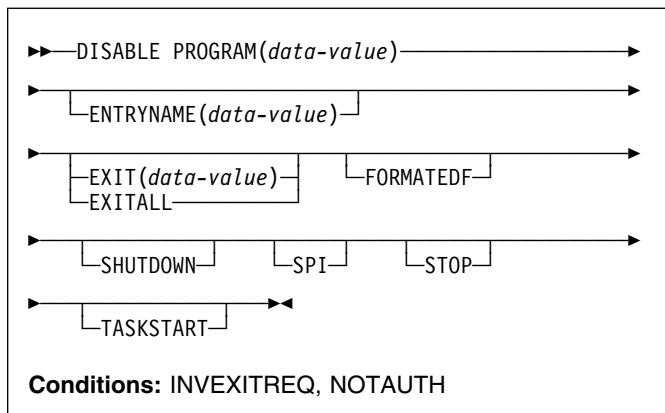 DISABLE PROGRAM(data-value)
ENTRYNAME(data-value)
EXIT(data-value) FORMATEDF
EXITALL
SHUTDOWN SPI STOP
TASKSTART
Conditions: INVEXITREQ, NOTAUTH